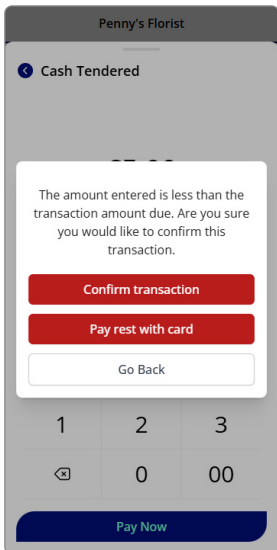 Penny's Florist
Cash Tendered
The amount entered is less than the
transaction amount due. Are you sure
you would like to confirm this
transaction.
Confirm transaction
Pay rest with card
Go Back
1 2 3
0 00
Pay Now